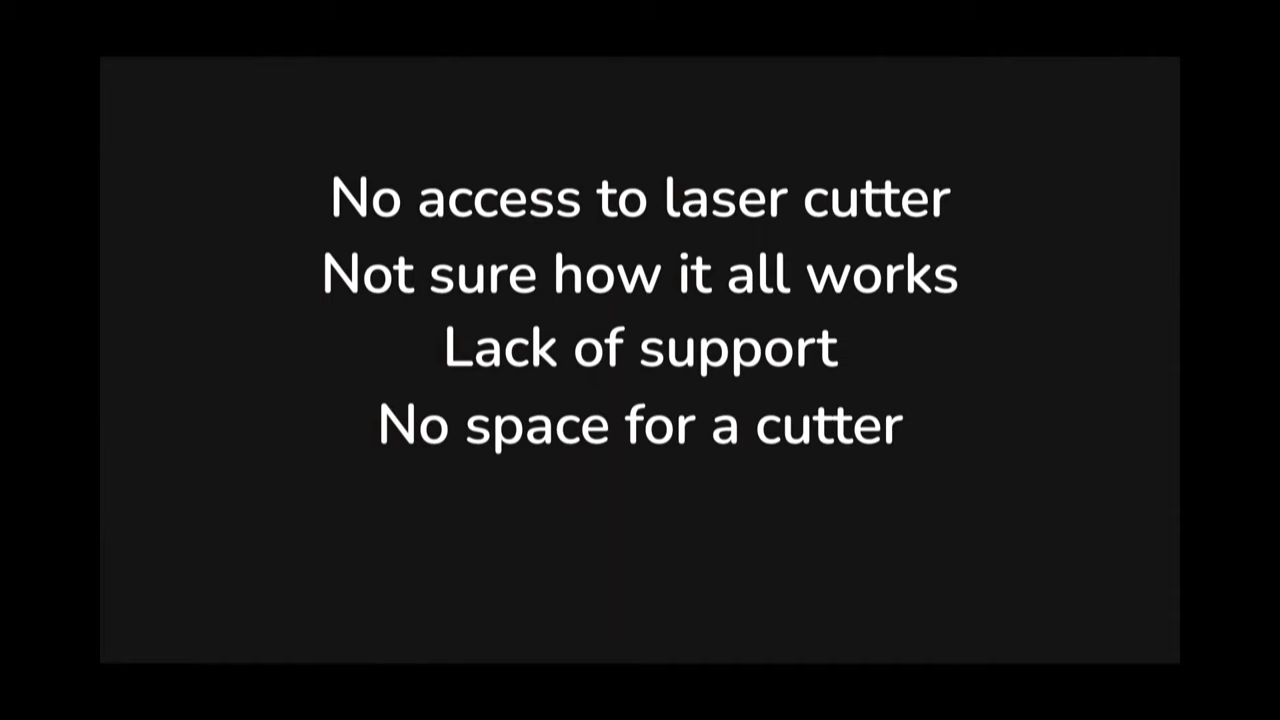 No access to laser cutter
Not sure how it all works
Lack of support
No space for a cutter